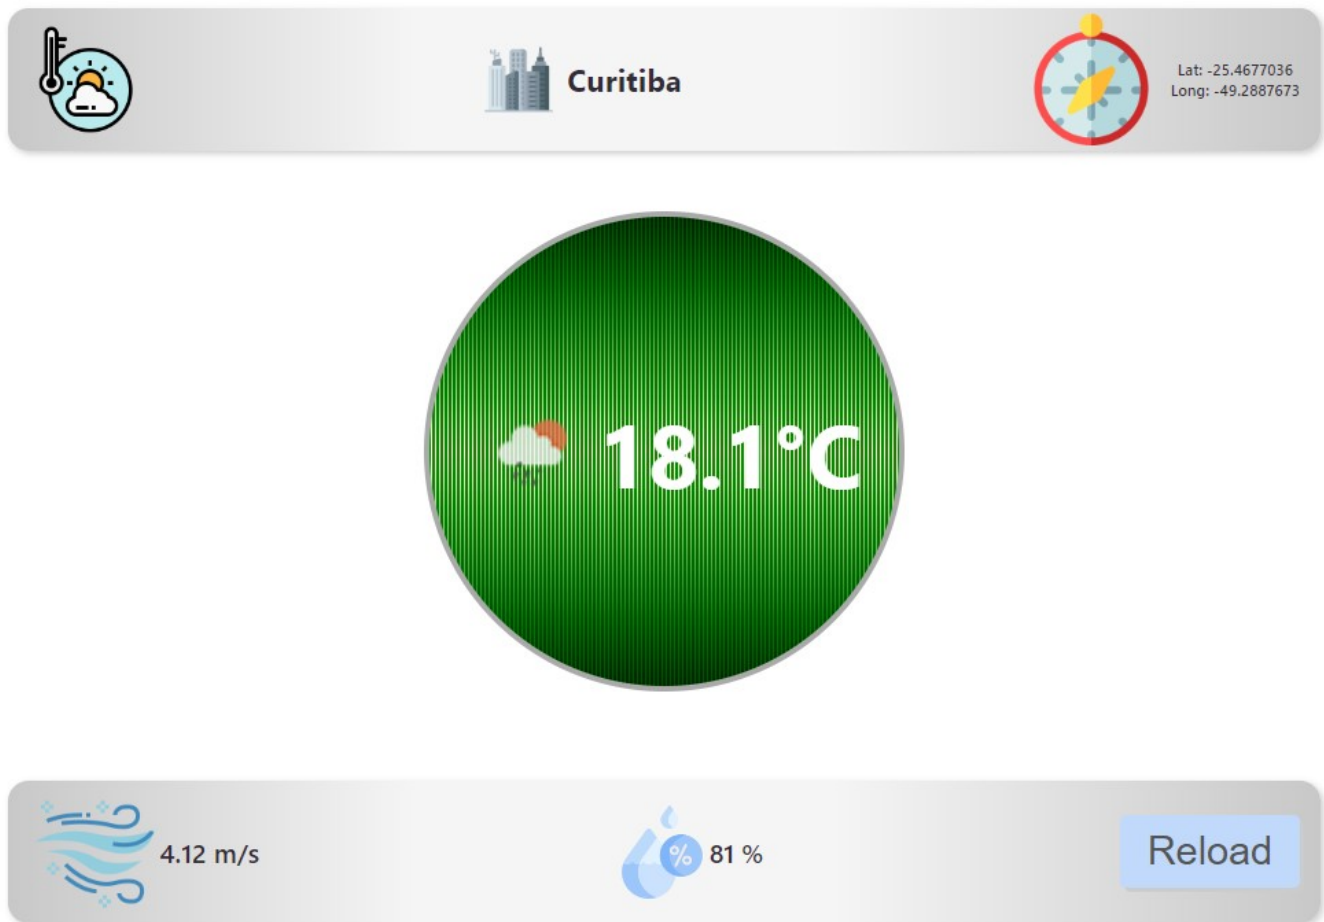 Curitiba
Lat: -25.4677036
Long: -49.2887673
18.1°C
4.12 m/s
%
81 %
Reload